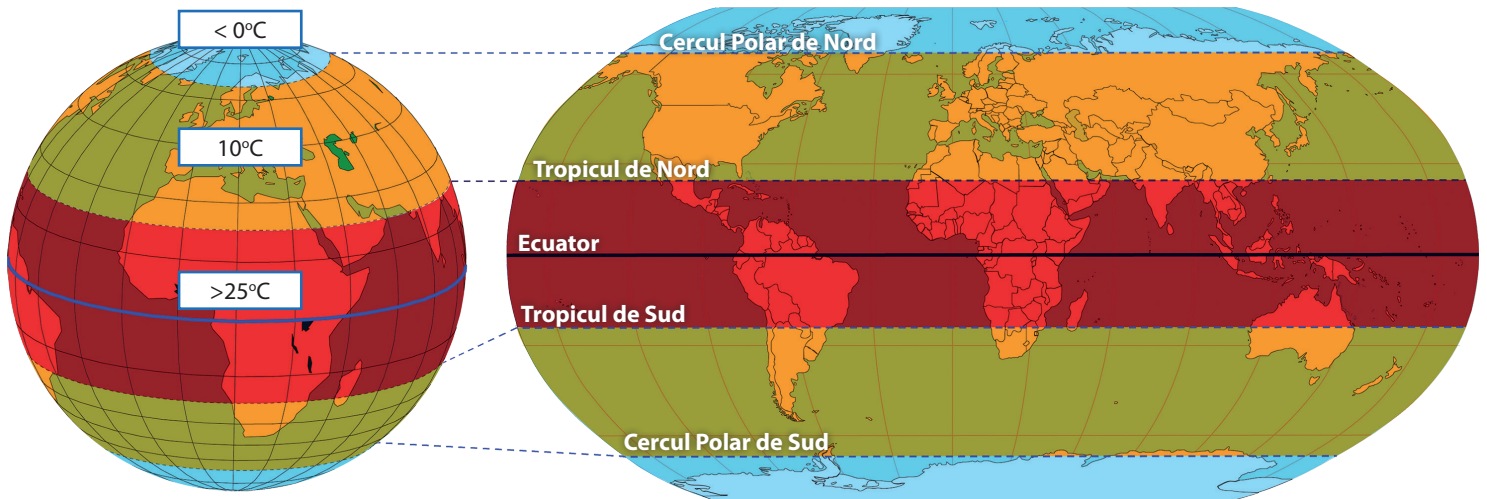 < 0°C
10°C
>25°C
Cercul Polar de Nord
Tropicul de Nord
Ecuator
Tropicul de Sud
Cercul Polar de Sud